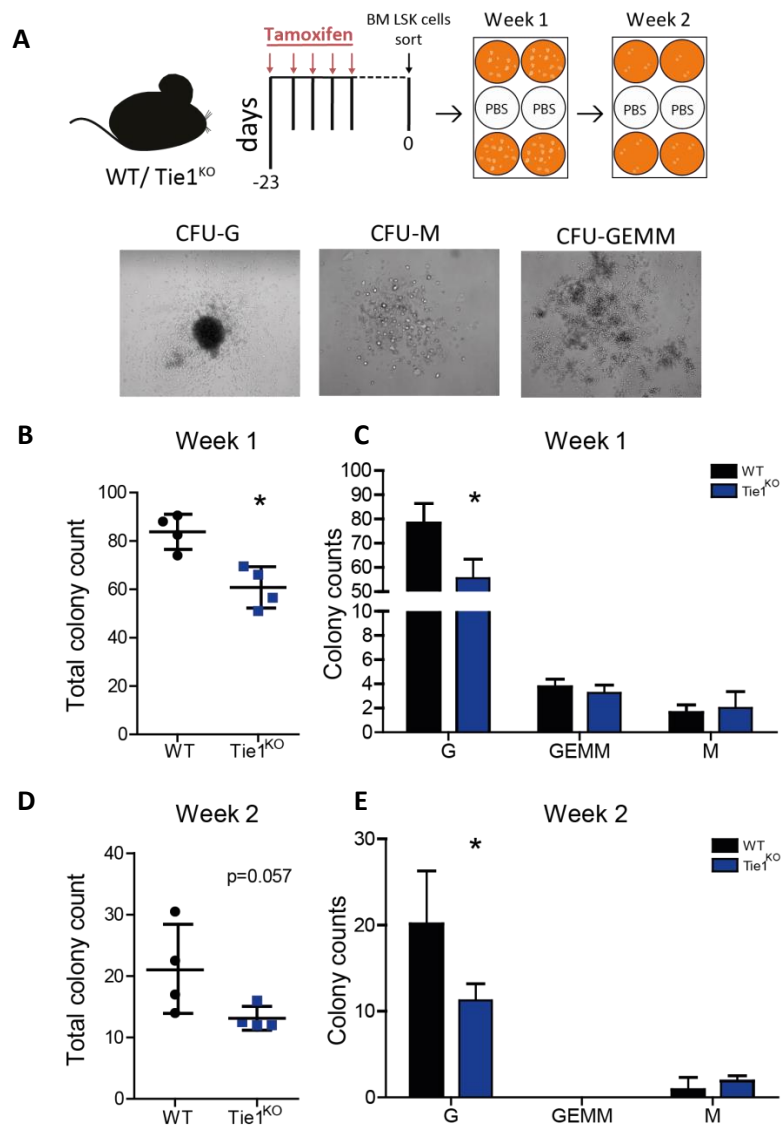 A
Tamoxifen
BM LSK cells
sort
Week 1
Week 2
days
-23
0
WT/ Tie1KO
PBS PBS
PBS PBS
CFU-G
CFU-M
CFU-GEMM
B
Week 1
Total colony count
100
80
60
40
20
0
*
WT
Tie1KO
C
Week 1
WT
Tie1KO
Colony counts
100
90
80
70
60
50
10
8
6
4
2
0
*
G
GEMM
M
D
Week 2
Total colony count
40
30
20
10
0
p=0.057
WT
Tie1KO
E
Week 2
WT
Tie1KO
Colony counts
30
20
10
0
*
G
GEMM
M